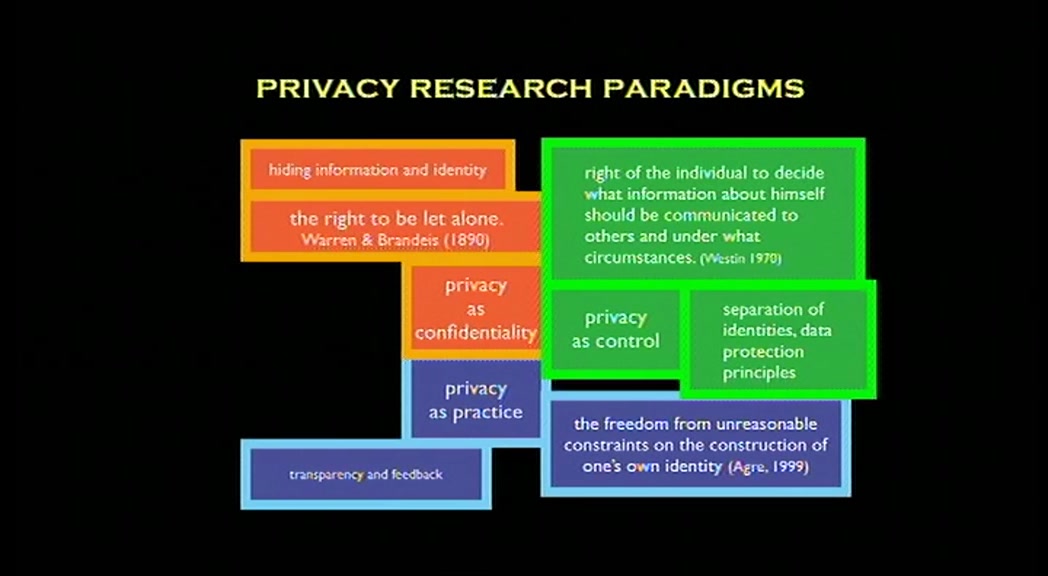 PRIVACY RESEARCH PARADIGMS
hiding information and identity
the right to be let alone.
Warren & Brandeis (1890)
privacy
as
confidentiality
right of the individual to decide
what information about himself
should be communicated to
others and under what
circumstances. (Westin 1970)
privacy
as control
separation of
identities, data
protection
principles
privacy
as practice
the freedom from unreasonable
constraints on the construction of
one's own identity (Agre, 1999)
transparency and feedback